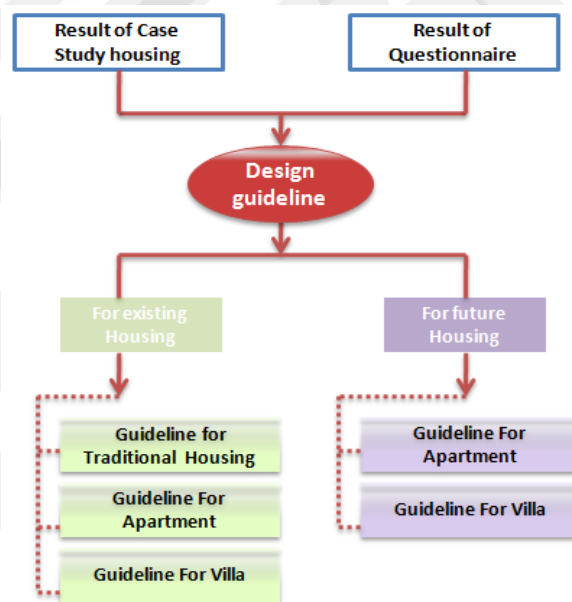 Result of Case
Study housing
Result of
Questionnaire
Design
guideline
For existing
Housing
For future
Housing
Guideline for
Traditional Housing
Guideline For
Apartment
Guideline For Villa
Guideline For
Apartment
Guideline For Villa